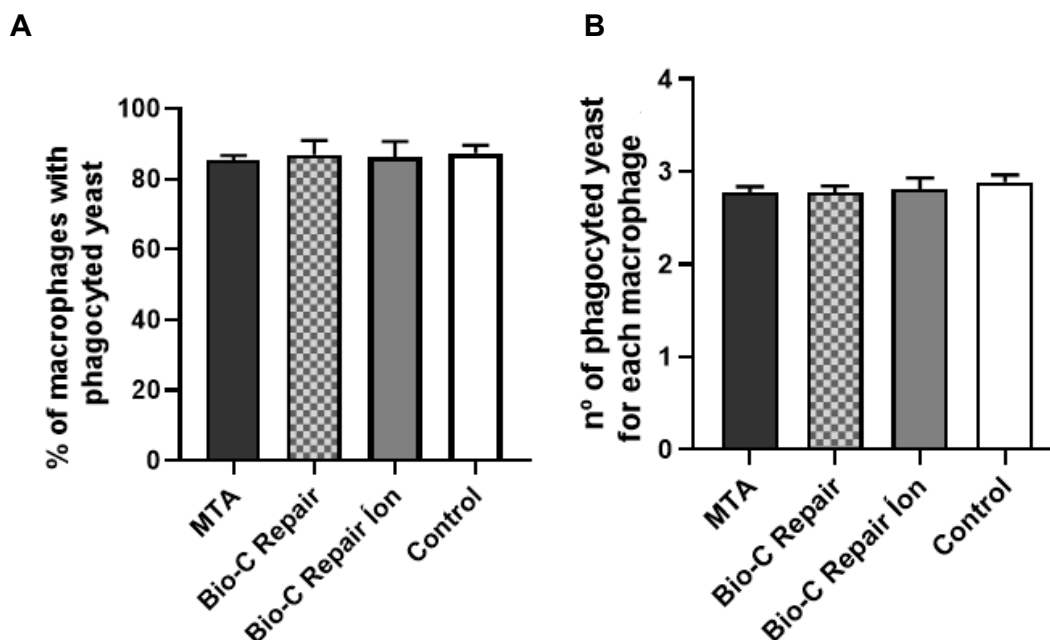 A
% of macrophages with
phagocyted yeast
100
80
60
40
20
0
MTA
Bio-C Repair
Bio-C Repair Íon
Control
B
nº of phagocyted yeast
for each macrophage
4
3
2
1
0
MTA
Bio-C Repair
Bio-C Repair Íon
Control